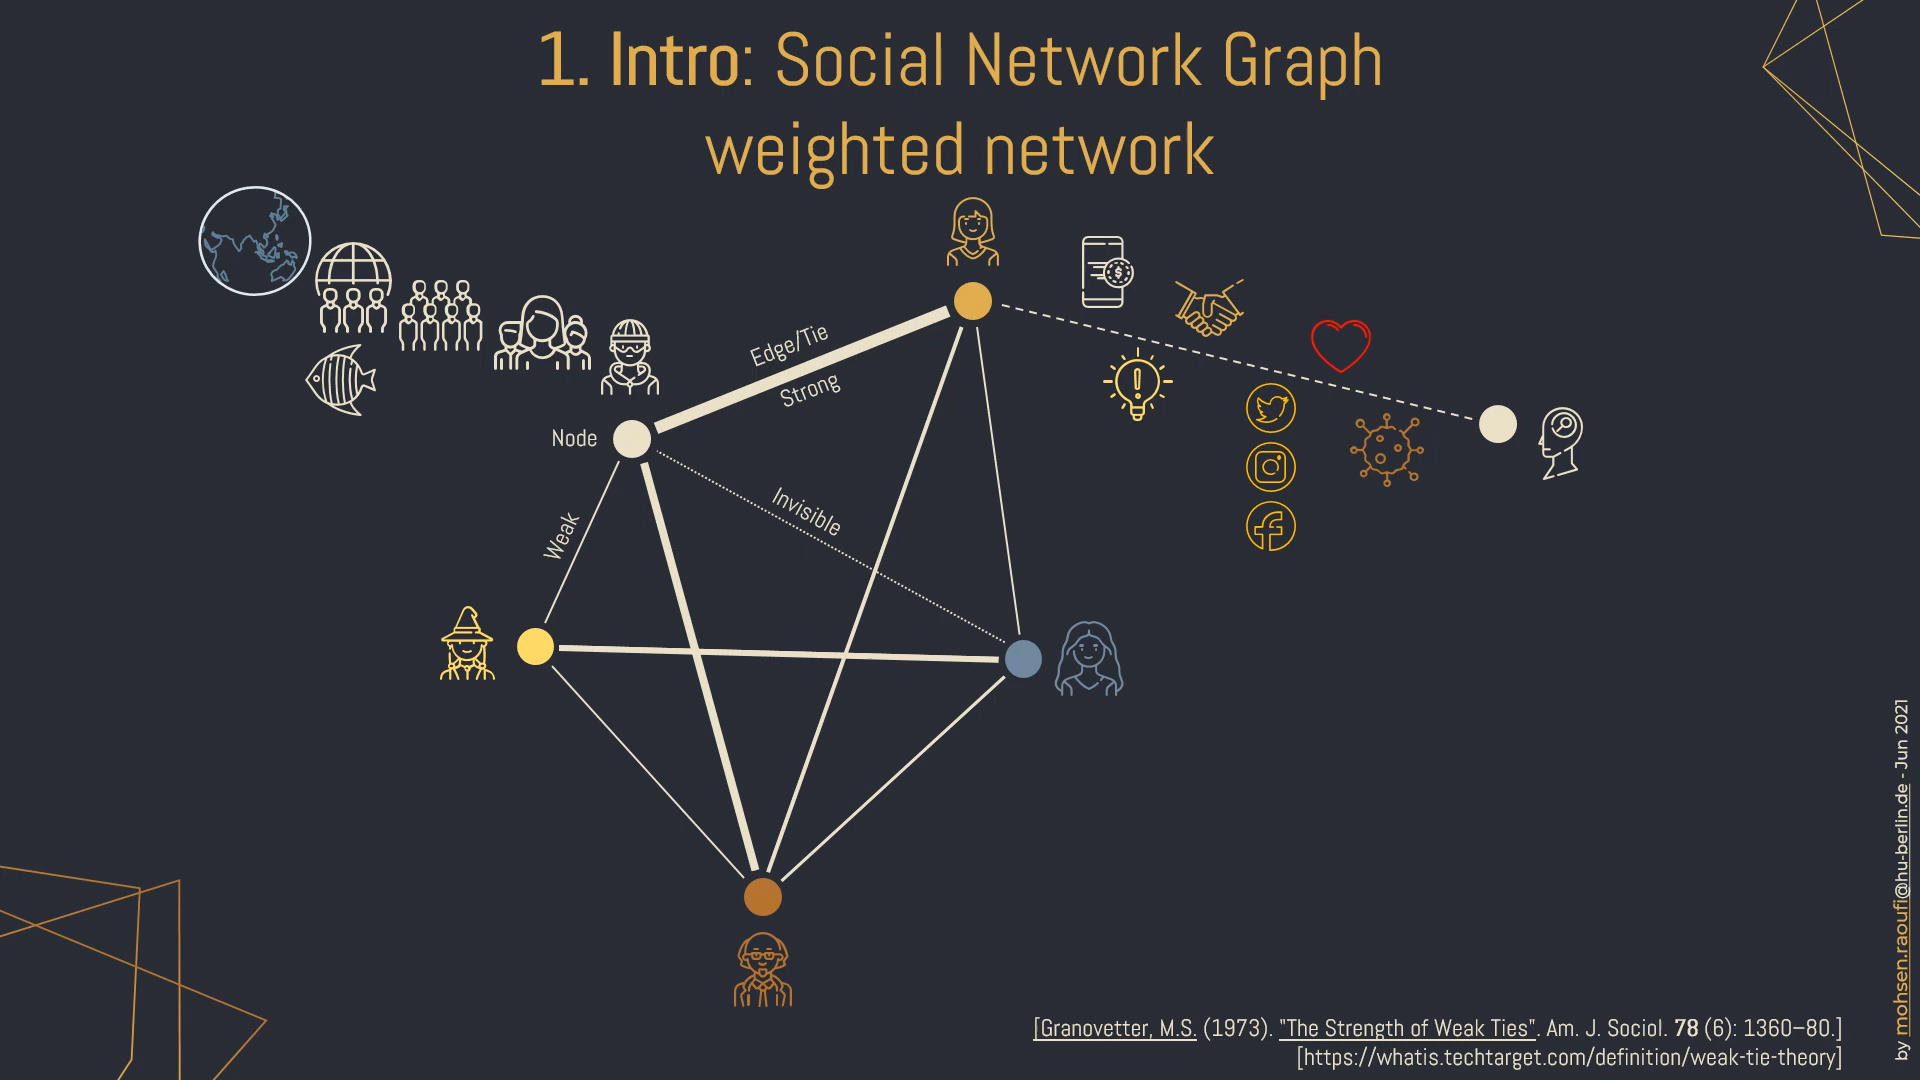 1. Intro: Social Network Graph
weighted network
Edge/Tie
Strong
Node
Invisible
Weak
[Granovetter, M.S. (1973). "The Strength of Weak Ties". Am. J. Sociol. 78 (6): 1360–80.]
[https://whatis.techtarget.com/definition/weak-tie-theory]
by mohsen.raoufi@hu-berlin.de - Jun 2021